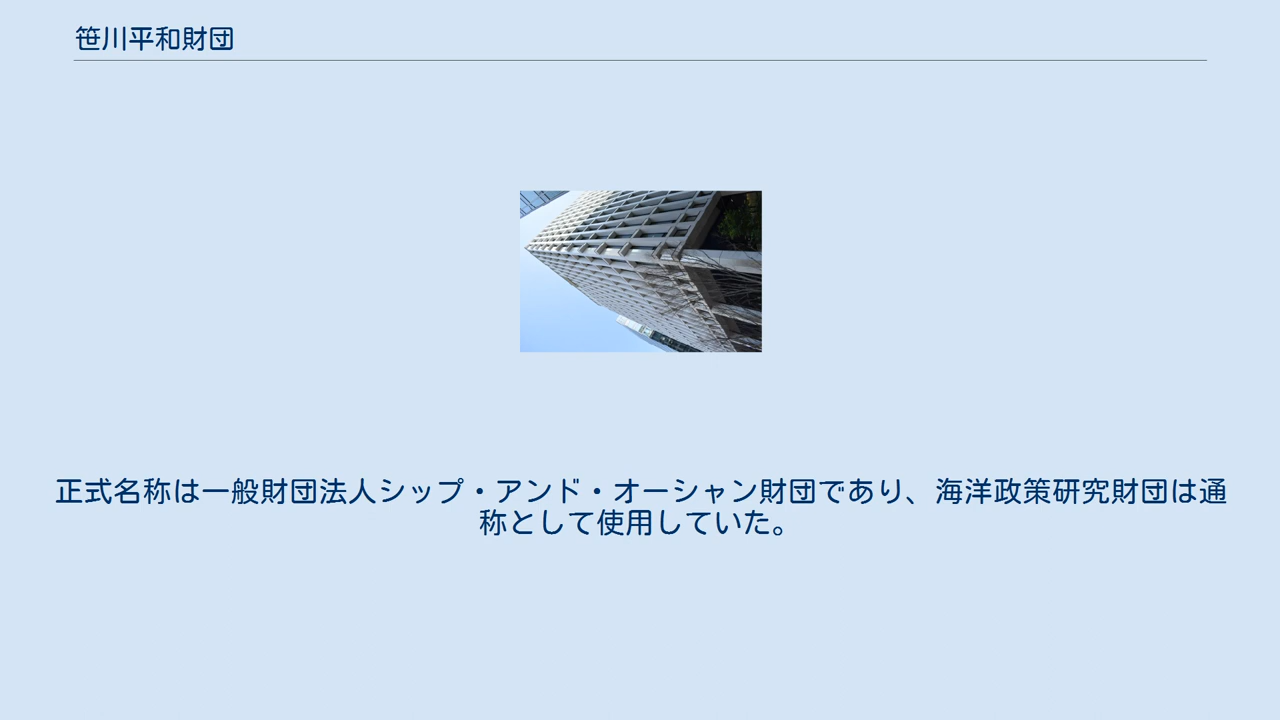 笹川平和財団
正式名称は一般財団法人シップ・アンド・オーシャン財団であり、海洋政策研究財団は通
称として使用していた。